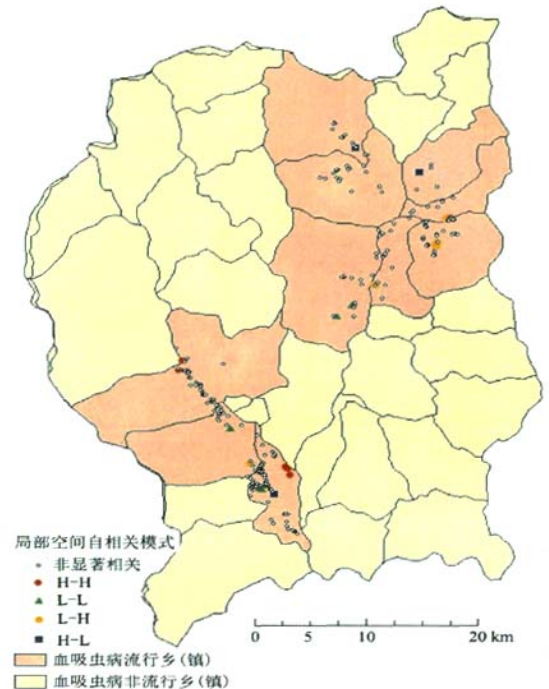 局部空间自相关模式
非显著相关
H-H
L-L
L-H
H-L
血吸虫病流行乡(镇)
血吸虫病非流行乡(镇)
0 5 10 20 km